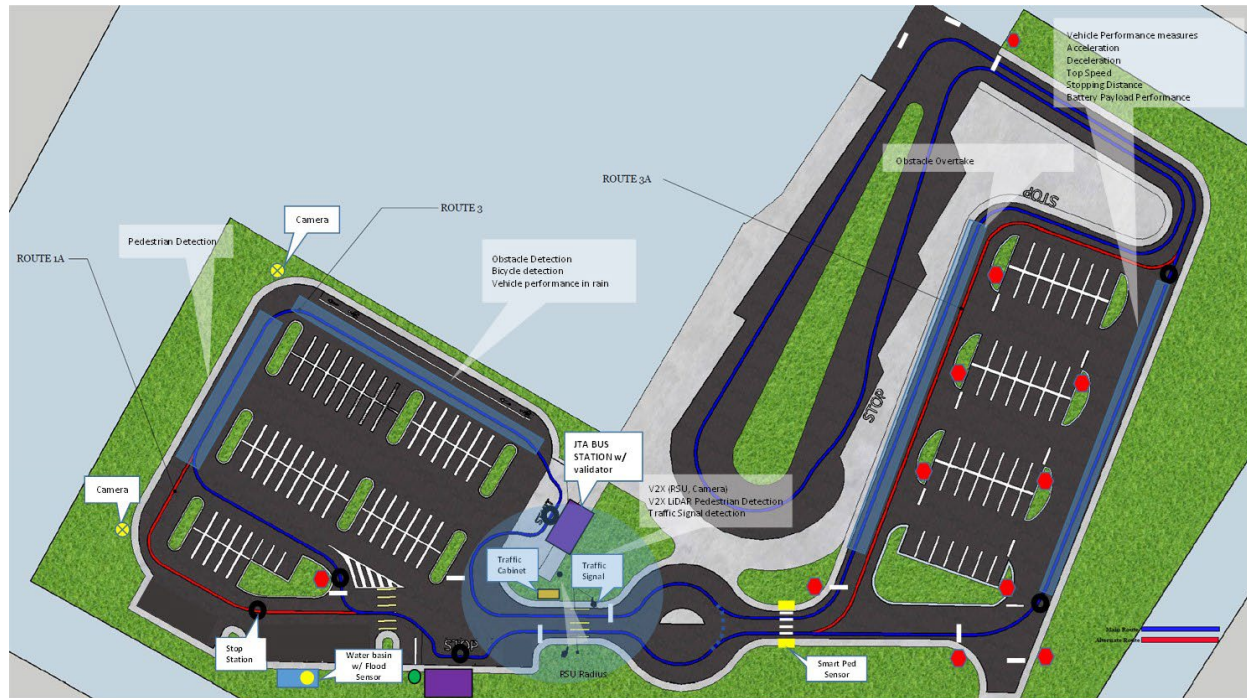 Vehicle Performance measures
Acceleration
Deceleration
Top Speed
Stopping Distance
Battery Payload Performance
Obstacle Overtake
ROUTE 3A
STOP
ROUTE 3
Camera
Pedestrian Detection
ROUTE 1A
Obstacle Detection
Bicycle detection
Vehicle performance in rain
STOP
JTA BUS
STATION w/
validator
Camera
V2X (RSU, Camera)
V2X LiDAR Pedestrian Detection
Traffic Signal detection
STOP
Traffic
Cabinet
Traffic
Signal
STOP
Stop
Station
Water basin
w/ Flood
Sensor
RSU Radius
Smart Ped
Sensor
Main Route
Alternate Route